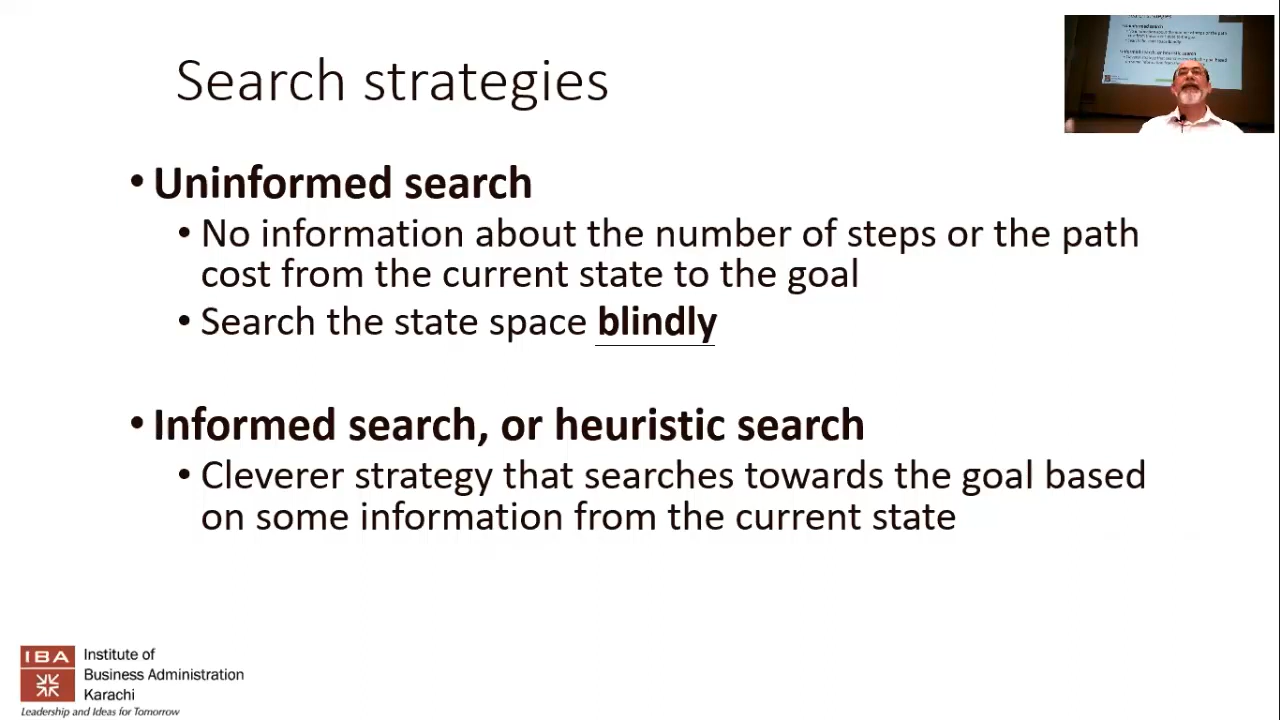 Search strategies
• Uninformed search
• No information about the number of steps or the path
cost from the current state to the goal
• Search the state space blindly
• Informed search, or heuristic search
• Cleverer strategy that searches towards the goal based
on some information from the current state
IBA
Institute of
Business Administration
Karachi
Leadership and Ideas for Tomorrow